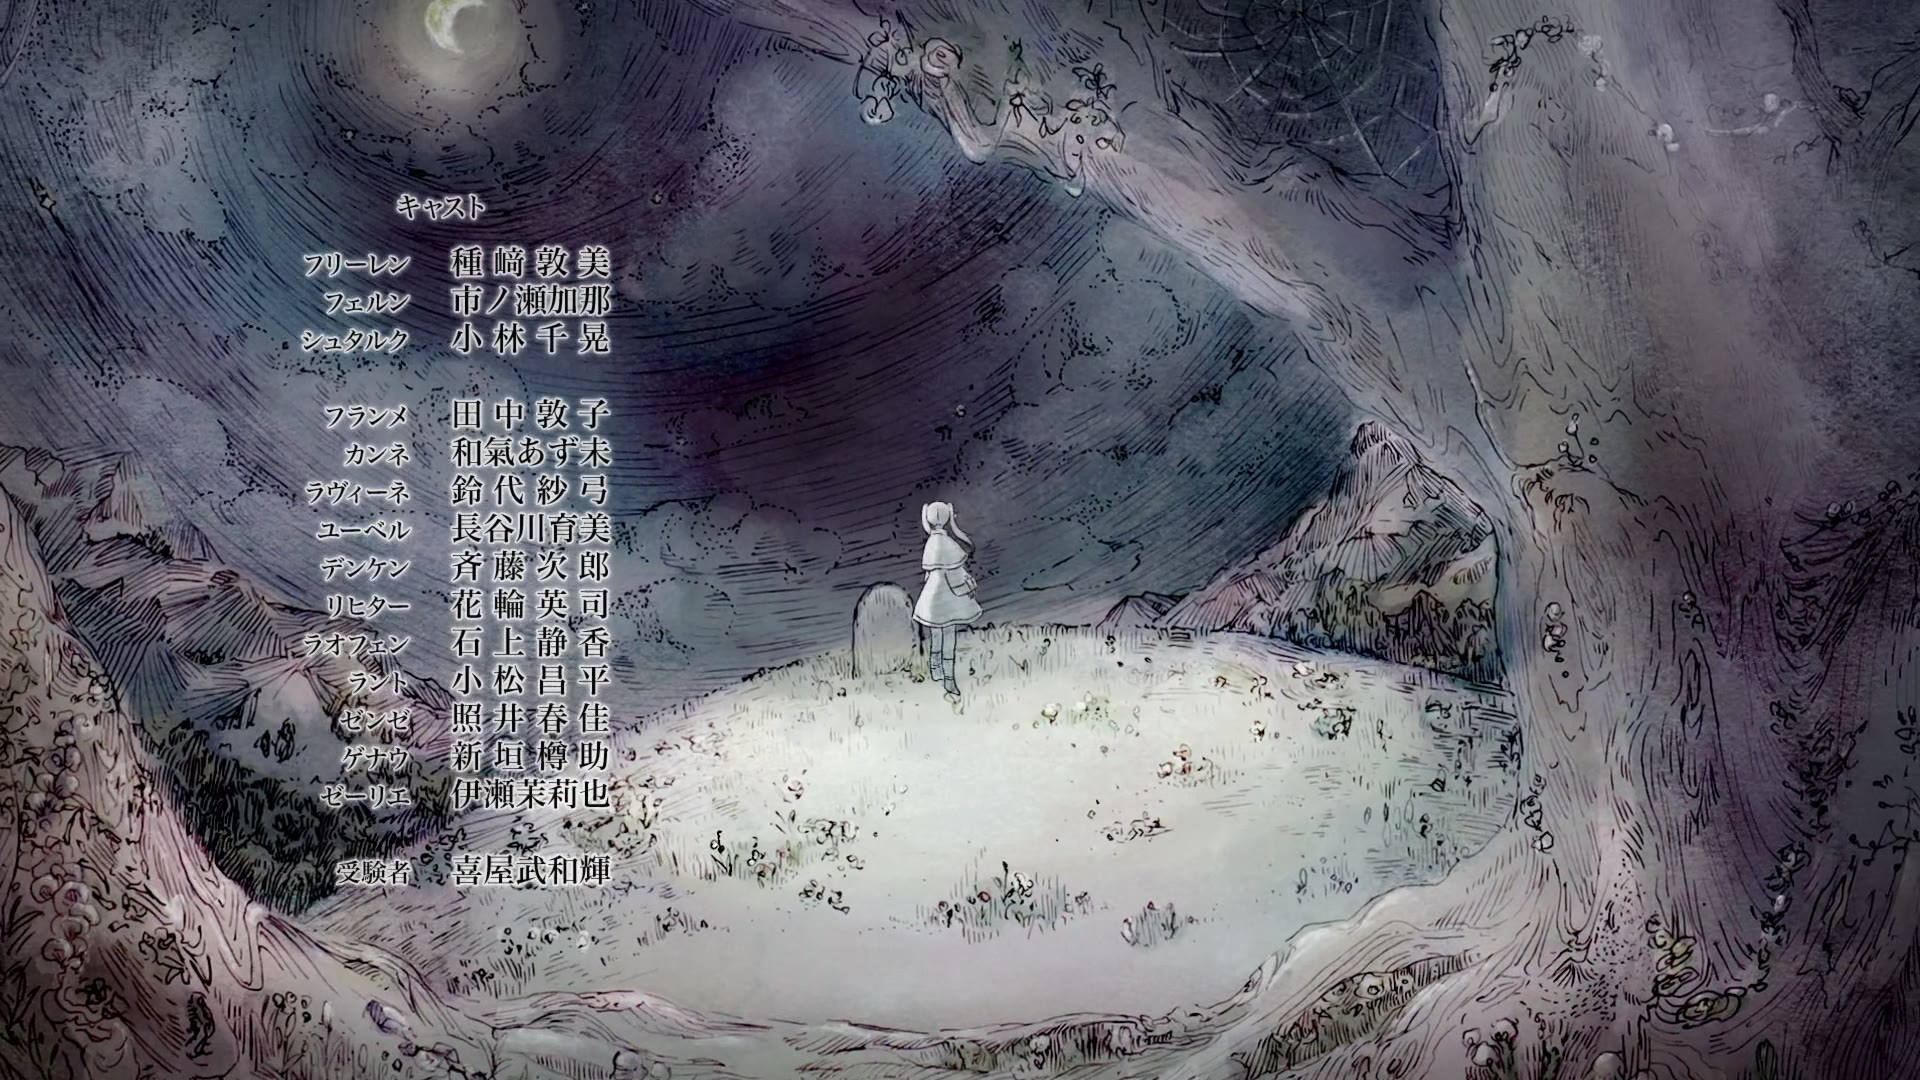 キャスト
フリーレン 種﨑敦美
フェルン 市ノ瀬加那
シュタルク 小林千晃
フランメ 田中敦子
カンネ 和氣あず未
ラヴィーネ 鈴代紗弓
ユーベル 長谷川育美
デンケン 斉藤次郎
リヒター 花輪英司
ラオフェン 石上静香
ラント 小松昌平
ゼンゼ 照井春佳
ゲナウ 新垣樽助
ゼーリエ 伊瀬茉莉也
受験者 喜屋武和輝